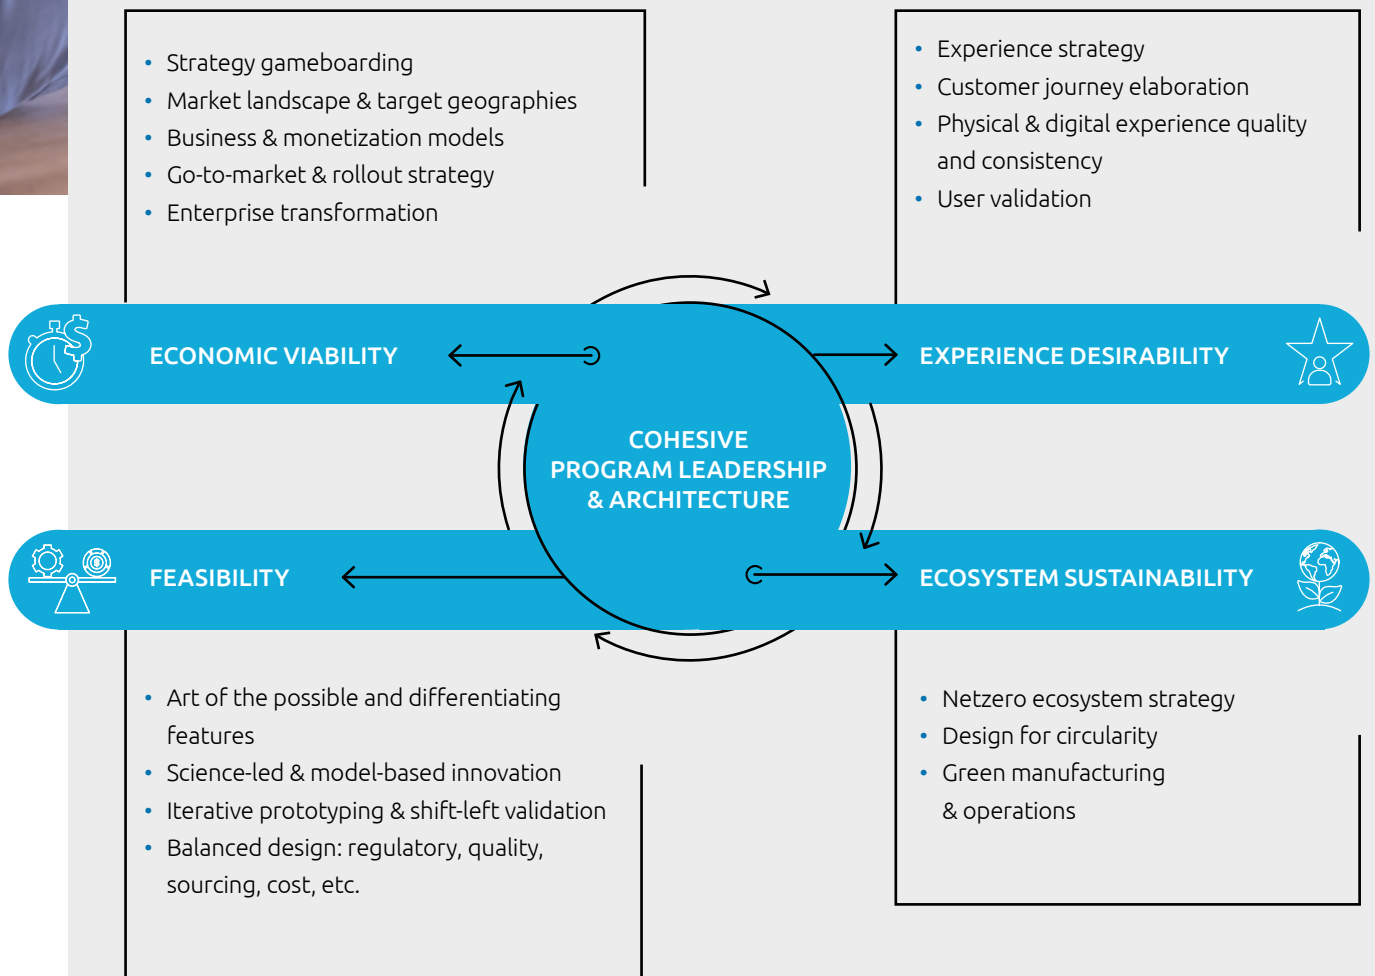 • Strategy gameboarding
• Market landscape & target geographies
• Business & monetization models
• Go-to-market & rollout strategy
• Enterprise transformation
• Experience strategy
• Customer journey elaboration
• Physical & digital experience quality
and consistency
• User validation
ECONOMIC VIABILITY
EXPERIENCE DESIRABILITY
COHESIVE
PROGRAM LEADERSHIP
& ARCHITECTURE
FEASIBILITY
ECOSYSTEM SUSTAINABILITY
• Art of the possible and differentiating
features
• Science-led & model-based innovation
• Iterative prototyping & shift-left validation
• Balanced design: regulatory, quality,
sourcing, cost, etc.
• Netzero ecosystem strategy
• Design for circularity
• Green manufacturing
& operations